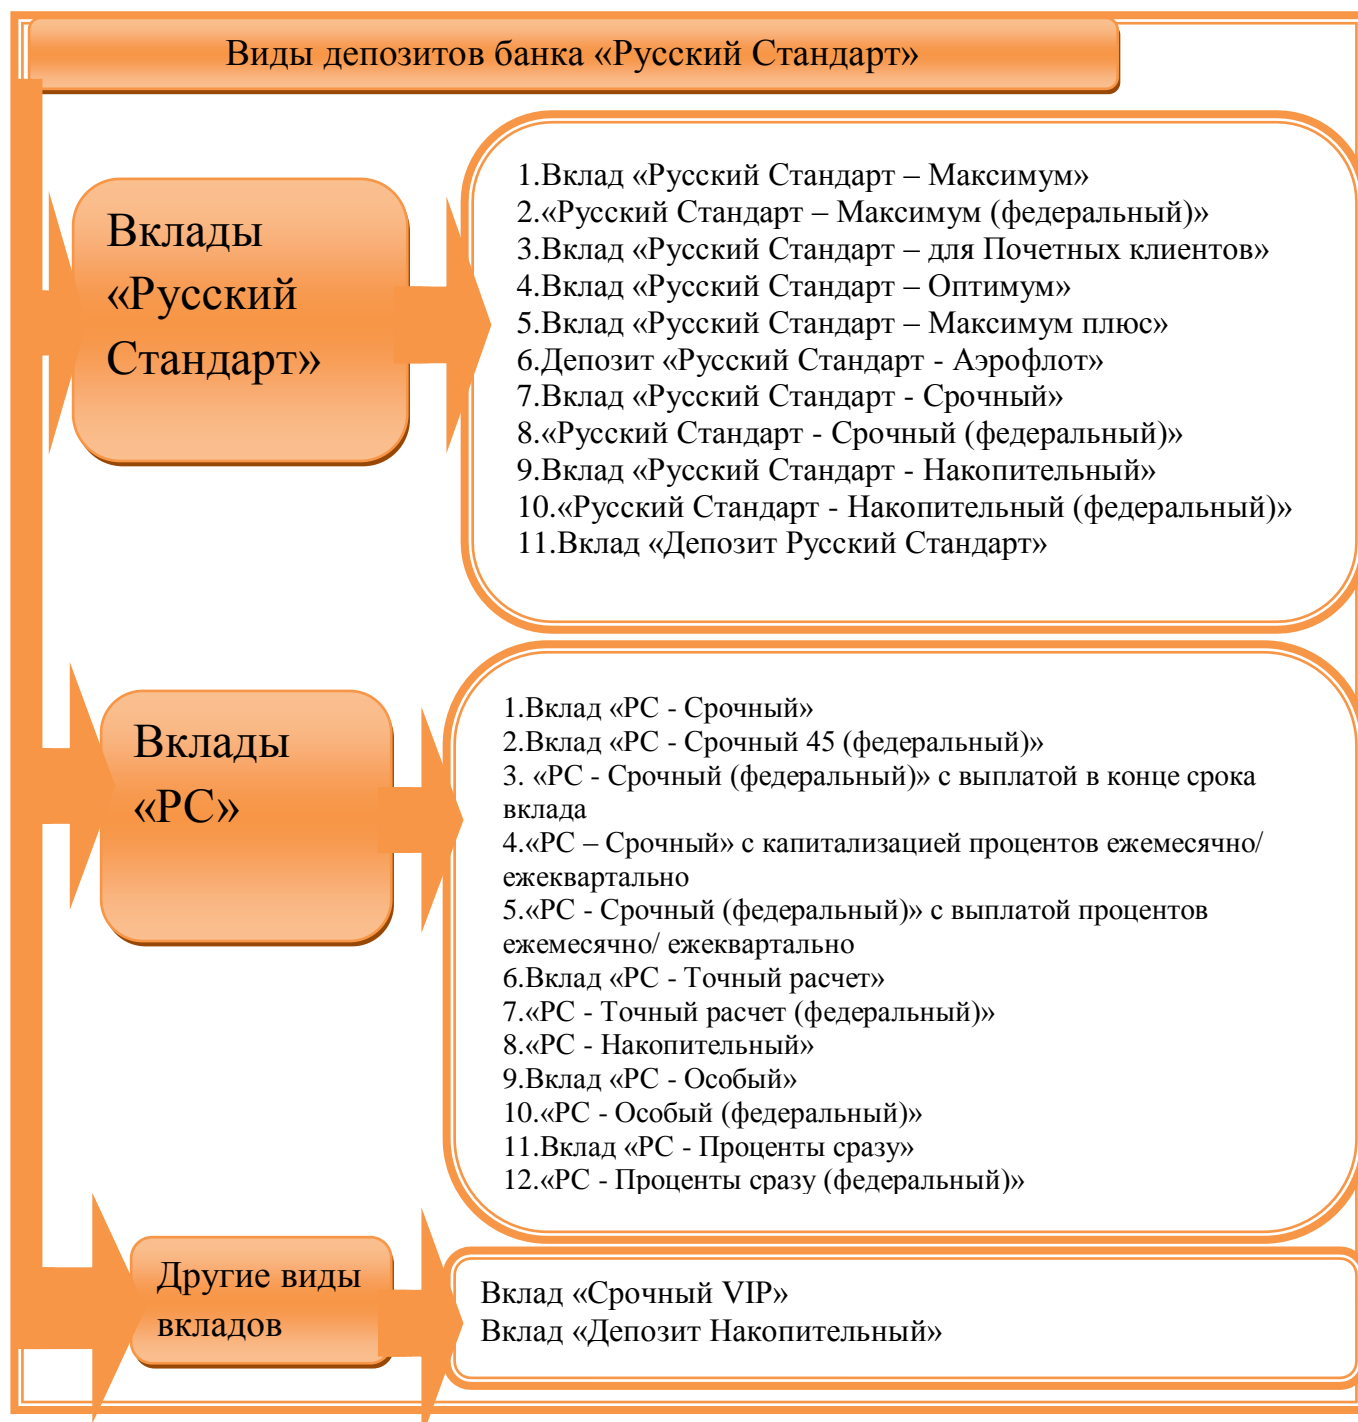 Виды депозитов банка «Русский Стандарт»
Вклады
«Русский
Стандарт»
1.Вклад «Русский Стандарт – Максимум»
2.«Русский Стандарт – Максимум (федеральный)»
3.Вклад «Русский Стандарт – для Почетных клиентов»
4.Вклад «Русский Стандарт – Оптимум»
5.Вклад «Русский Стандарт – Максимум плюс»
6.Депозит «Русский Стандарт - Аэрофлот»
7.Вклад «Русский Стандарт - Срочный»
8.«Русский Стандарт - Срочный (федеральный)»
9.Вклад «Русский Стандарт - Накопительный»
10.«Русский Стандарт - Накопительный (федеральный)»
11.Вклад «Депозит Русский Стандарт»
Вклады
«РС»
1.Вклад «РС - Срочный»
2.Вклад «РС - Срочный 45 (федеральный)»
3. «РС - Срочный (федеральный)» с выплатой в конце срока
вклада
4.«РС – Срочный» с капитализацией процентов ежемесячно/
ежеквартально
5.«РС - Срочный (федеральный)» с выплатой процентов
ежемесячно/ ежеквартально
6.Вклад «РС - Точный расчет»
7.«РС - Точный расчет (федеральный)»
8.«РС - Накопительный»
9.Вклад «РС - Особый»
10.«РС - Особый (федеральный)»
11.Вклад «РС - Проценты сразу»
12.«РС - Проценты сразу (федеральный)»
Другие виды
вкладов
Вклад «Срочный VIP»
Вклад «Депозит Накопительный»